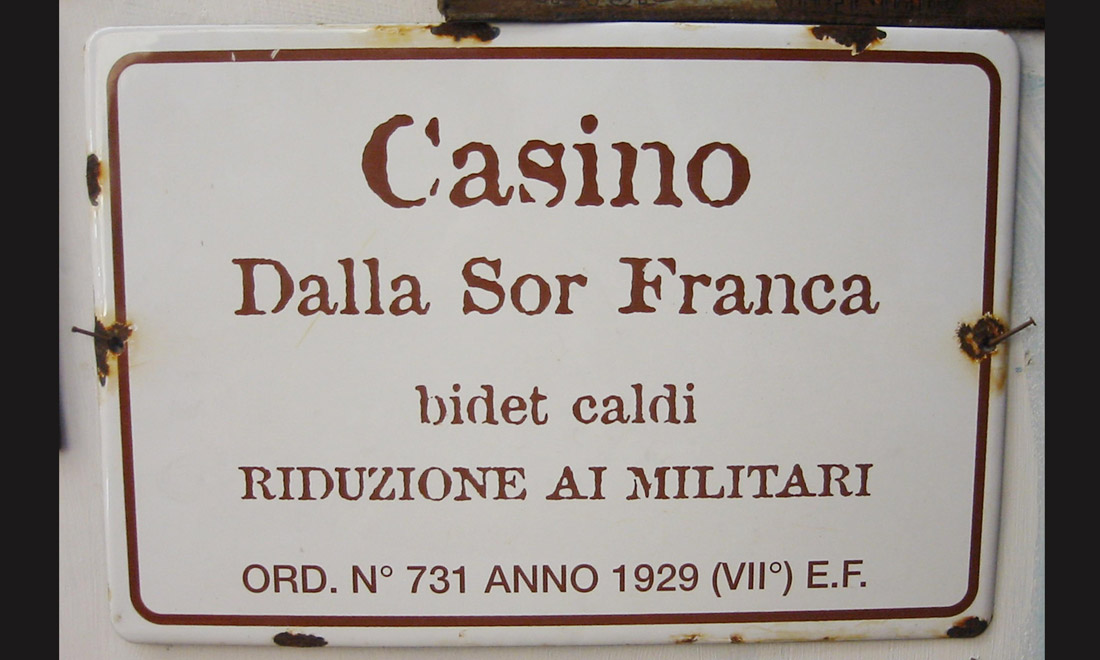 Casino
Dalla Sor Franca
bidet caldi
RIDUZIONE AI MILITARI
ORD. N° 731 ANNO 1929 (VII°) E.F.